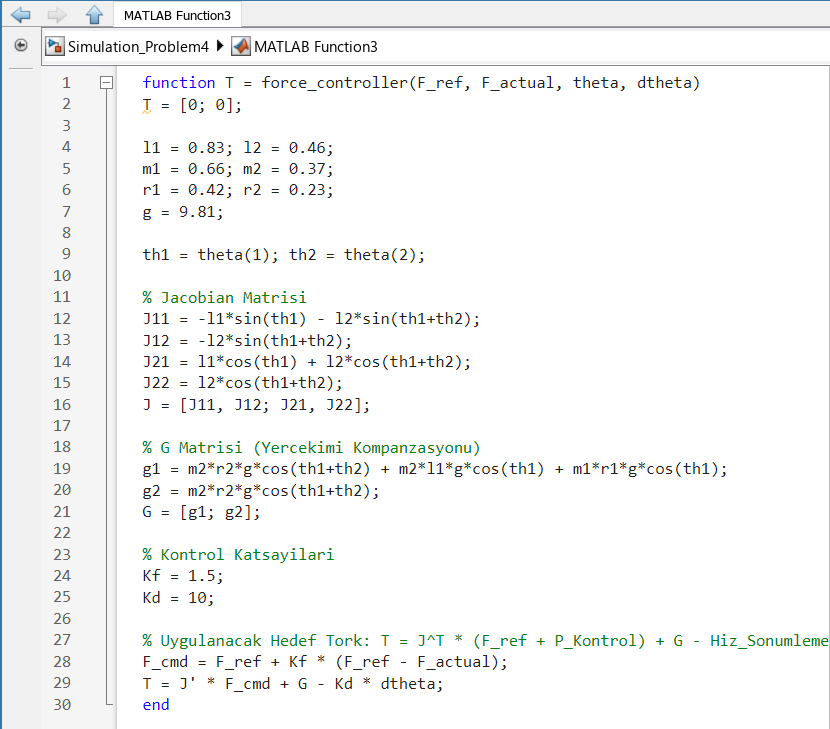 MATLAB Function3
Simulation_Problem4 MATLAB Function3
1 function T = force_controller(F_ref, F_actual, theta, dtheta)
2 T = [0; 0];
3
4 l1 = 0.83; l2 = 0.46;
5 m1 = 0.66; m2 = 0.37;
6 r1 = 0.42; r2 = 0.23;
7 g = 9.81;
8
9 th1 = theta(1); th2 = theta(2);
10
11 % Jacobian Matrisi
12 J11 = -l1*sin(th1) - l2*sin(th1+th2);
13 J12 = -l2*sin(th1+th2);
14 J21 = l1*cos(th1) + l2*cos(th1+th2);
15 J22 = l2*cos(th1+th2);
16 J = [J11, J12; J21, J22];
17
18 % G Matrisi (Yercekimi Kompanzasyonu)
19 g1 = m2*r2*g*cos(th1+th2) + m2*l1*g*cos(th1) + m1*r1*g*cos(th1);
20 g2 = m2*r2*g*cos(th1+th2);
21 G = [g1; g2];
22
23 % Kontrol Katsayilari
24 Kf = 1.5;
25 Kd = 10;
26
27 % Uygulanacak Hedef Tork: T = J^T * (F_ref + P_Kontrol) + G - Hiz_Sonumleme
28 F_cmd = F_ref + Kf * (F_ref - F_actual);
29 T = J' * F_cmd + G - Kd * dtheta;
30 end